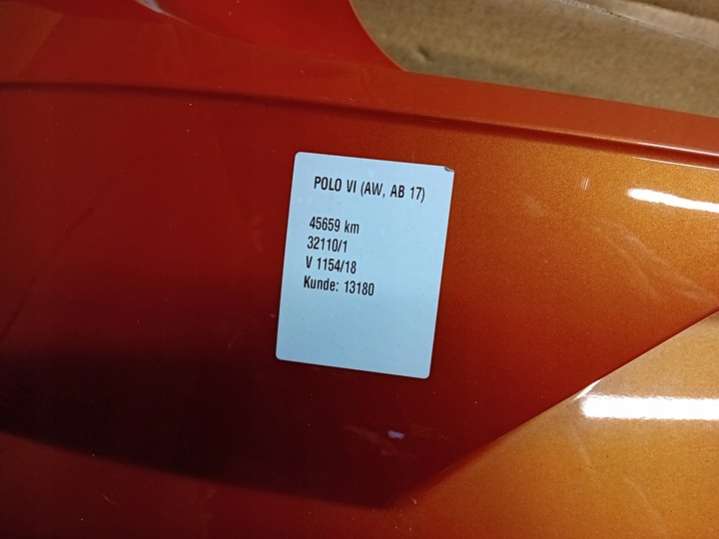 POLO VI (AW, AB 17)
45659 km
32110/1
V 1154/18
Kunde: 13180